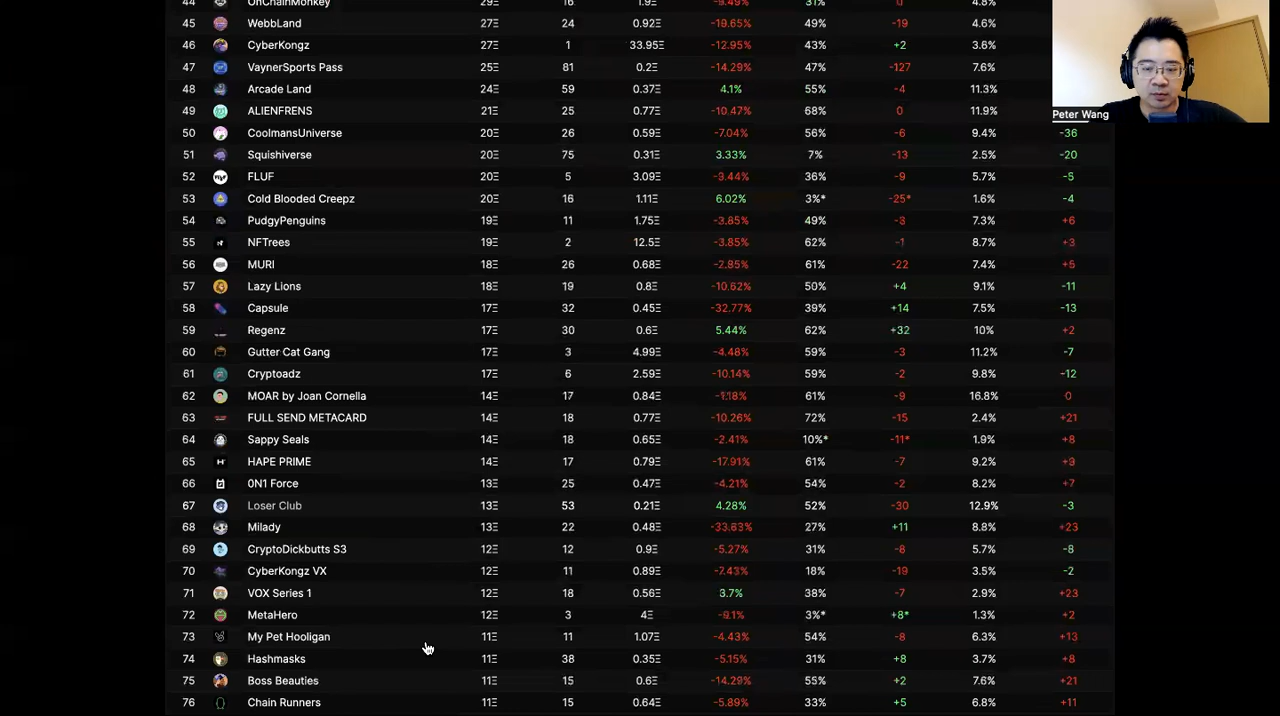 44 OnChainMonkey 29Ξ 16 1.9Ξ -9.49% 31% 0 4.8%
45 WebbLand 27Ξ 24 0.92Ξ -19.65% 49% -19 4.6%
46 CyberKongz 27Ξ 1 33.95Ξ -12.95% 43% +2 3.6%
47 VaynerSports Pass 25Ξ 81 0.2Ξ -14.29% 47% -127 7.6%
48 Arcade Land 24Ξ 59 0.37Ξ 4.1% 55% -4 11.3%
49 ALIENFRENS 21Ξ 25 0.77Ξ -10.47% 68% 0 11.9%
Peter Wang
50 CoolmansUniverse 20Ξ 26 0.59Ξ -7.04% 56% -6 9.4% -36
51 Squishiverse 20Ξ 75 0.31Ξ 3.33% 7% -13 2.5% -20
52 FLUF 20Ξ 5 3.09Ξ -3.44% 36% -9 5.7% -5
53 Cold Blooded Creepz 20Ξ 16 1.11Ξ 6.02% 3%* -25* 1.6% -4
54 PudgyPenguins 19Ξ 11 1.75Ξ -3.85% 49% -3 7.3% +6
55 NFTrees 19Ξ 2 12.5Ξ -3.85% 62% -1 8.7% +3
56 MURI 18Ξ 26 0.68Ξ -2.85% 61% -22 7.4% +5
57 Lazy Lions 18Ξ 19 0.8Ξ -10.62% 50% +4 9.1% -11
58 Capsule 17Ξ 32 0.45Ξ -32.77% 39% +14 7.5% -13
59 Regenz 17Ξ 30 0.6Ξ 5.44% 62% +32 10% +2
60 Gutter Cat Gang 17Ξ 3 4.99Ξ -4.48% 59% -3 11.2% -7
61 Cryptoadz 17Ξ 6 2.59Ξ -10.14% 59% -2 9.8% -12
62 MOAR by Joan Cornella 14Ξ 17 0.84Ξ -1.18% 61% -9 16.8% 0
63 FULL SEND METACARD 14Ξ 18 0.77Ξ -10.26% 72% -15 2.4% +21
64 Sappy Seals 14Ξ 18 0.65Ξ -2.41% 10%* -11* 1.9% +8
65 HAPE PRIME 14Ξ 17 0.79Ξ -17.91% 61% -7 9.2% +9
66 0N1 Force 13Ξ 25 0.47Ξ -4.21% 54% -2 8.2% +7
67 Loser Club 13Ξ 53 0.21Ξ 4.28% 52% -30 12.9% -3
68 Milady 13Ξ 22 0.48Ξ -33.83% 27% +11 8.8% +23
69 CryptoDickbutts S3 12Ξ 12 0.9Ξ -5.27% 31% -8 5.7% -8
70 CyberKongz VX 12Ξ 11 0.89Ξ -7.43% 18% -19 3.5% -2
71 VOX Series 1 12Ξ 18 0.56Ξ 3.7% 38% -7 2.9% +23
72 MetaHero 12Ξ 3 4Ξ -9.1% 3%* +8* 1.3% +2
73 My Pet Hooligan 11Ξ 11 1.07Ξ -4.43% 54% -8 6.3% +13
74 Hashmasks 11Ξ 38 0.35Ξ -5.15% 31% +8 3.7% +8
75 Boss Beauties 11Ξ 15 0.6Ξ -14.29% 55% +2 7.6% +21
76 Chain Runners 11Ξ 15 0.64Ξ -5.89% 33% +5 6.8% +11